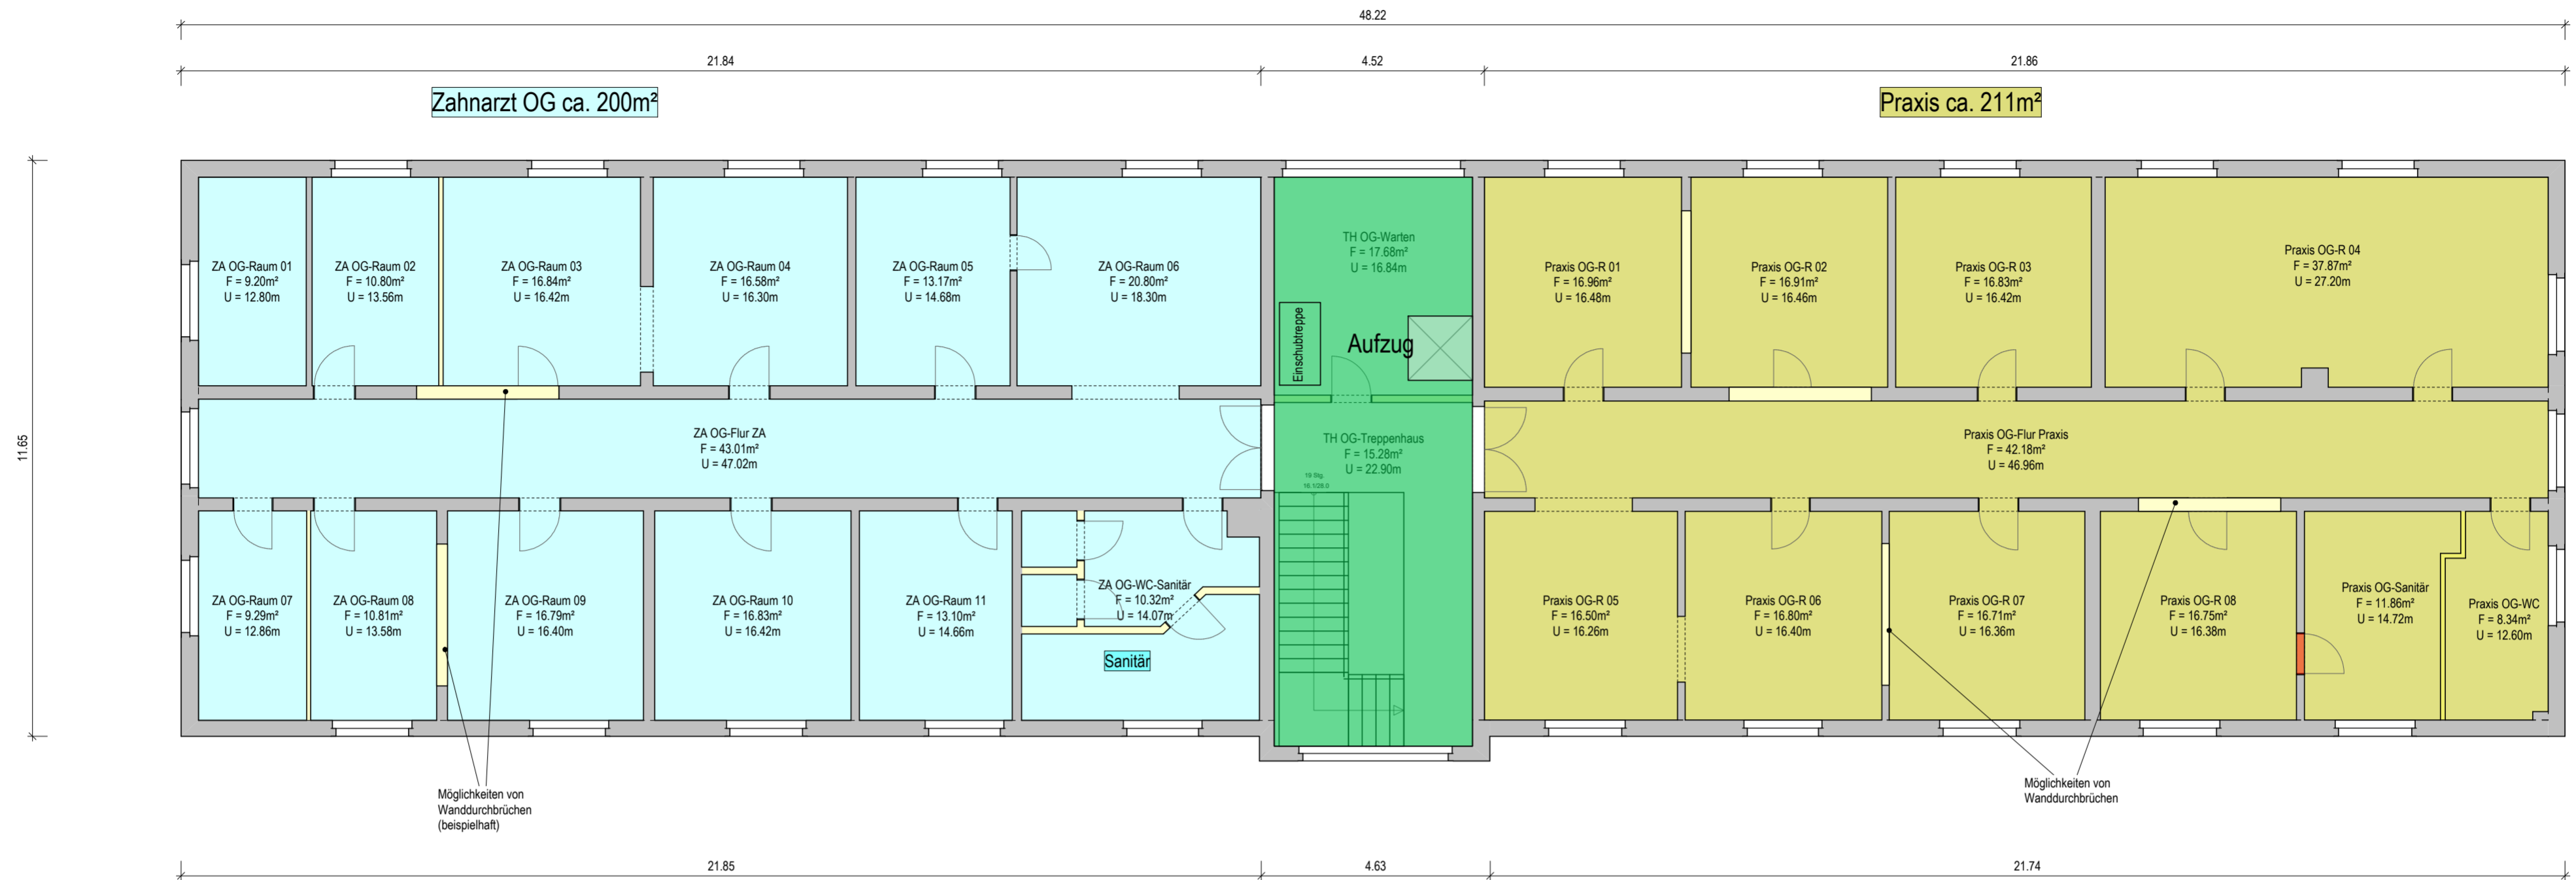 48.22
21.84
4.52
21.86
Zahnarzt OG ca. 200m²
Praxis ca. 211m²
11.65
ZA OG-Raum 01
F = 9.20m²
U = 12.80m
ZA OG-Raum 02
F = 10.80m²
U = 13.56m
ZA OG-Raum 03
F = 16.84m²
U = 16.42m
ZA OG-Raum 04
F = 16.58m²
U = 16.30m
ZA OG-Raum 05
F = 13.17m²
U = 14.68m
ZA OG-Raum 06
F = 20.80m²
U = 18.30m
TH OG-Warten
F = 17.68m²
U = 16.84m
Einschubtreppe
Aufzug
Praxis OG-R 01
F = 16.96m²
U = 16.48m
Praxis OG-R 02
F = 16.91m²
U = 16.46m
Praxis OG-R 03
F = 16.83m²
U = 16.42m
Praxis OG-R 04
F = 37.87m²
U = 27.20m
ZA OG-Flur ZA
F = 43.01m²
U = 47.02m
TH OG-Treppenhaus
F = 15.28m²
U = 22.90m
19 Stg.
16.1/28.0
Praxis OG-Flur Praxis
F = 42.18m²
U = 46.96m
ZA OG-Raum 07
F = 9.29m²
U = 12.86m
ZA OG-Raum 08
F = 10.81m²
U = 13.58m
ZA OG-Raum 09
F = 16.79m²
U = 16.40m
ZA OG-Raum 10
F = 16.83m²
U = 16.42m
ZA OG-Raum 11
F = 13.10m²
U = 14.66m
ZA OG-WC-Sanitär
F = 10.32m²
U = 14.07m
Sanitär
Praxis OG-R 05
F = 16.50m²
U = 16.26m
Praxis OG-R 06
F = 16.80m²
U = 16.40m
Praxis OG-R 07
F = 16.71m²
U = 16.36m
Praxis OG-R 08
F = 16.75m²
U = 16.38m
Praxis OG-Sanitär
F = 11.86m²
U = 14.72m
Praxis OG-WC
F = 8.34m²
U = 12.60m
Möglichkeiten von
Wanddurchbrüchen
(beispielhaft)
Möglichkeiten von
Wanddurchbrüchen
21.85
4.63
21.74